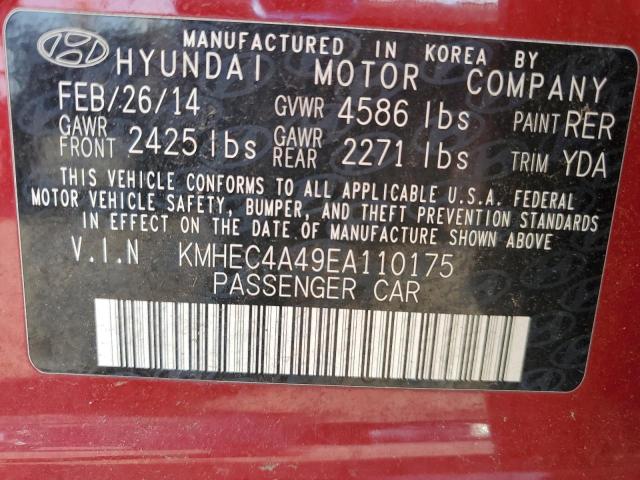 MANUFACTURED IN KOREA BY
HYUNDAI MOTOR COMPANY
FEB/26/14 GVWR 4586 lbs PAINT RER
GAWR FRONT 2425 lbs GAWR REAR 2271 lbs TRIM YDA
THIS VEHICLE CONFORMS TO ALL APPLICABLE U.S.A. FEDERAL
MOTOR VEHICLE SAFETY, BUMPER, AND THEFT PREVENTION STANDARDS
IN EFFECT ON THE DATE OF MANUFACTURE SHOWN ABOVE
V.I.N KMHEC4A49EA110175
PASSENGER CAR